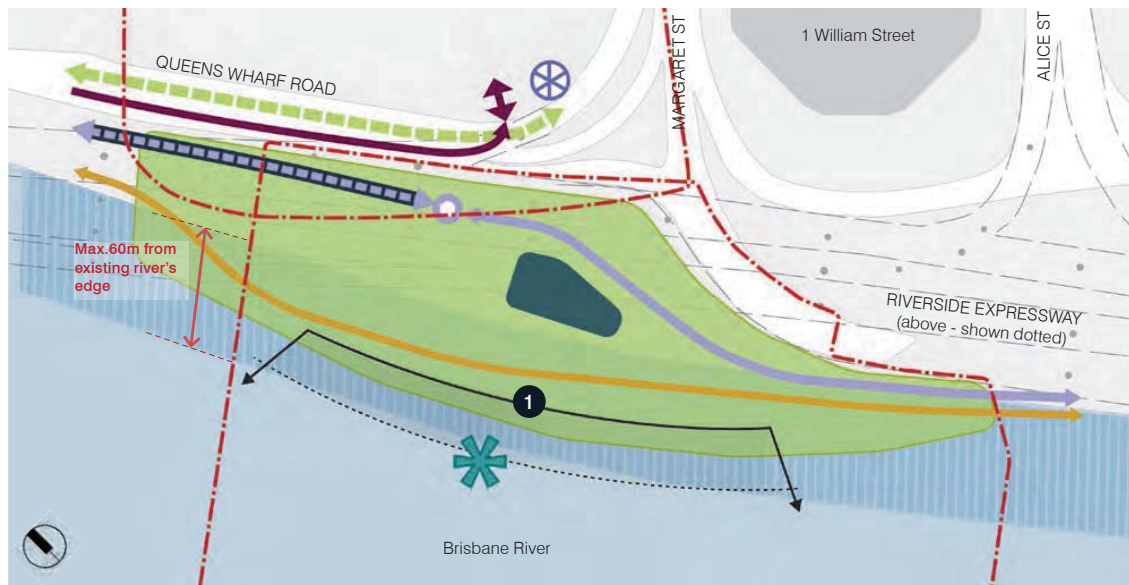 QUEENS WHARF ROAD
MARGARET ST
1 William Street
ALICE ST
Max.60m from
existing river's
edge
RIVERSIDE EXPRESSWAY
(above - shown dotted)
1
Brisbane River